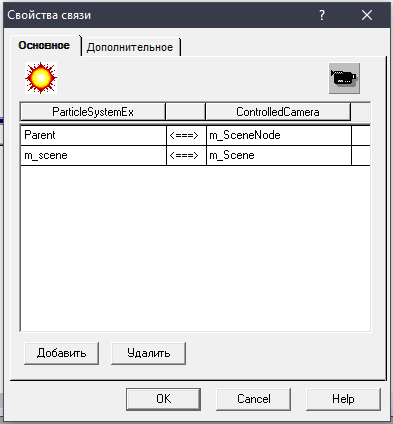 Свойства связи
Основное Дополнительное
ParticleSystemEx ControlledCamera
Parent <===> m_SceneNode
m_scene <===> m_Scene
Добавить Удалить
OK Cancel Help